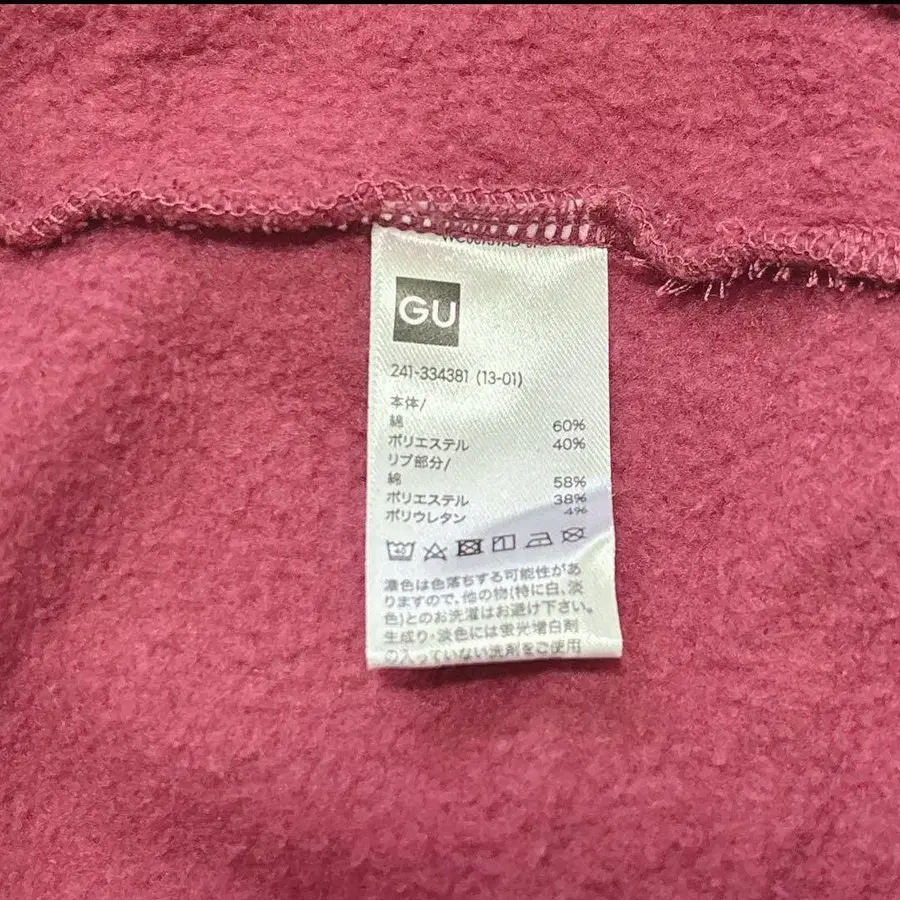 GU
241-334381 (13-01)
本体/
綿 60%
ポリエステル 40%
リブ部分/
綿 58%
ポリエステル 38%
ポリウレタン 4%
濃色は色落ちする可能性があ
りますので、他の物(特に白、淡
色)とのお洗濯はお避け下さい。
生成り・淡色には蛍光増白剤
の入っていない洗剤をご使用